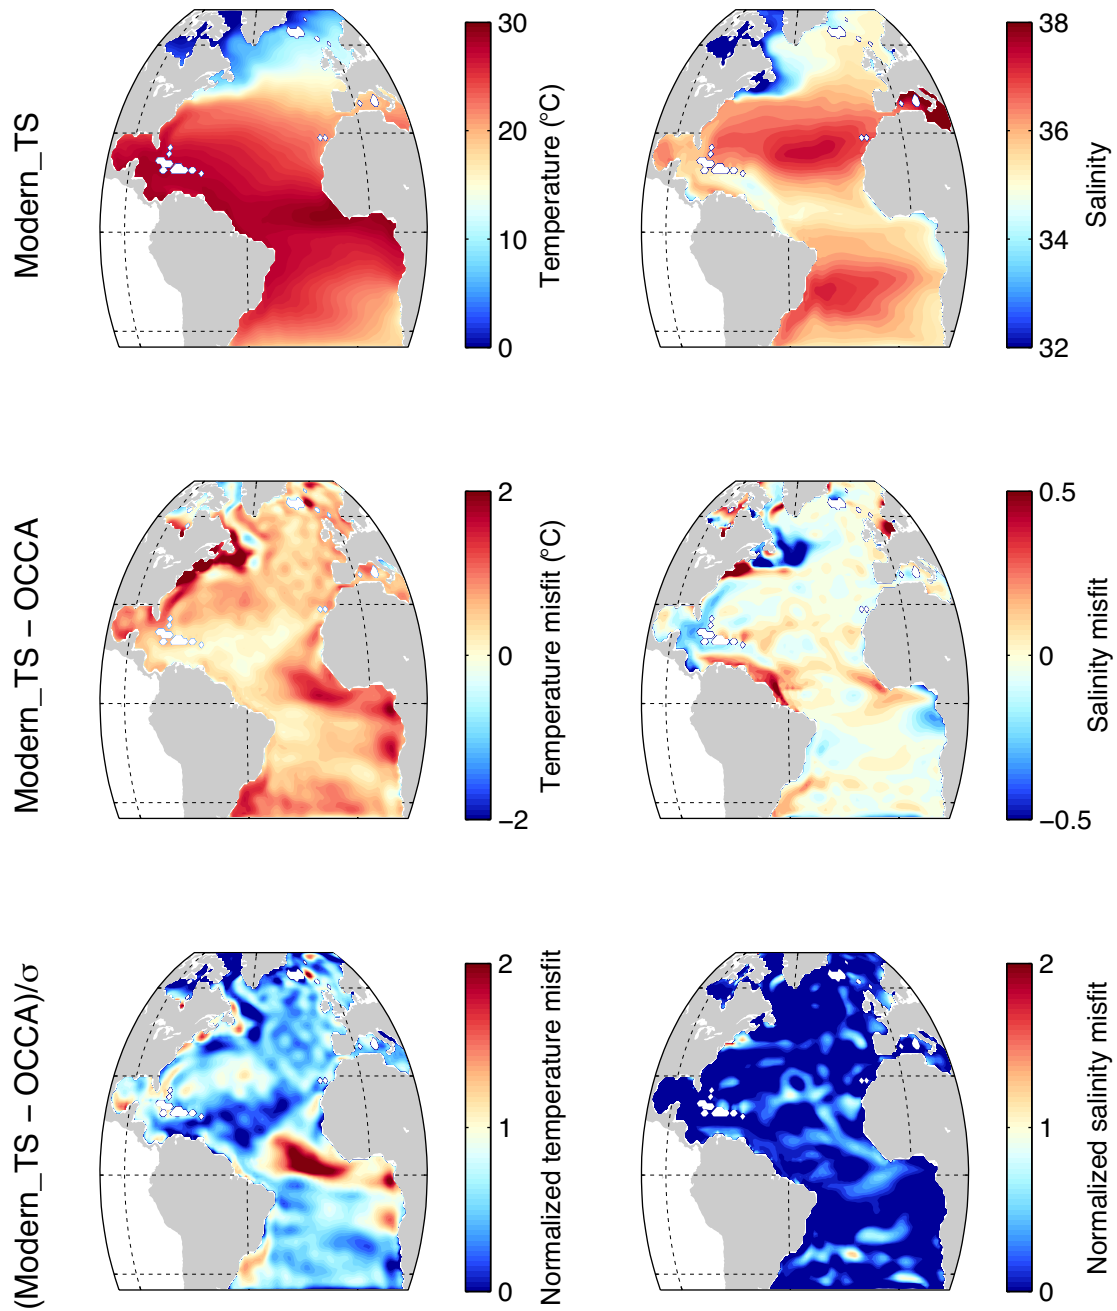 Modern_TS
30
20
10
0
Temperature (°C)
38
36
34
32
Salinity
Modern_TS − OCCA
2
0
−2
Temperature misfit (°C)
0.5
0
−0.5
Salinity misfit
(Modern_TS − OCCA)/σ
2
1
0
Normalized temperature misfit
2
1
0
Normalized salinity misfit